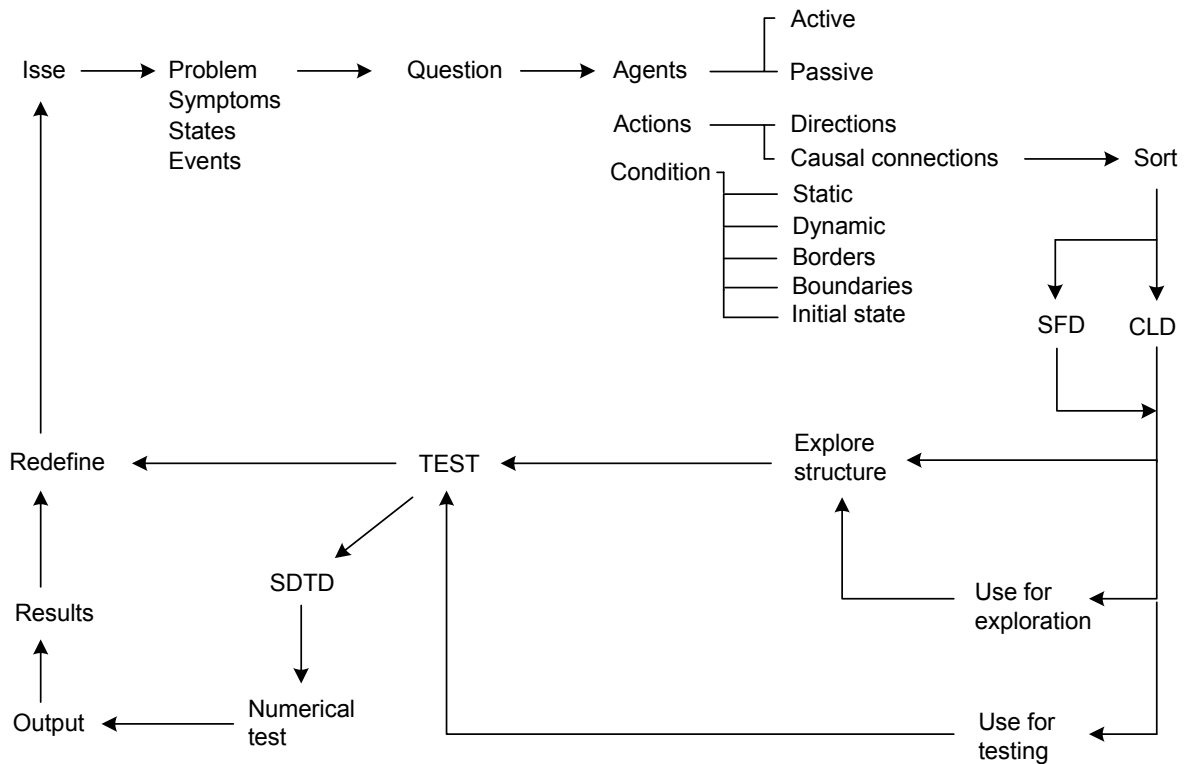 Active
Isse
Problem
Symptoms
States
Events
Question
Agents
Passive
Actions
Directions
Causal connections
Sort
Condition
Static
Dynamic
Borders
Boundaries
Initial state
SFD
CLD
Redefine
TEST
Explore
structure
SDTD
Results
Use for
exploration
Output
Numerical
test
Use for
testing